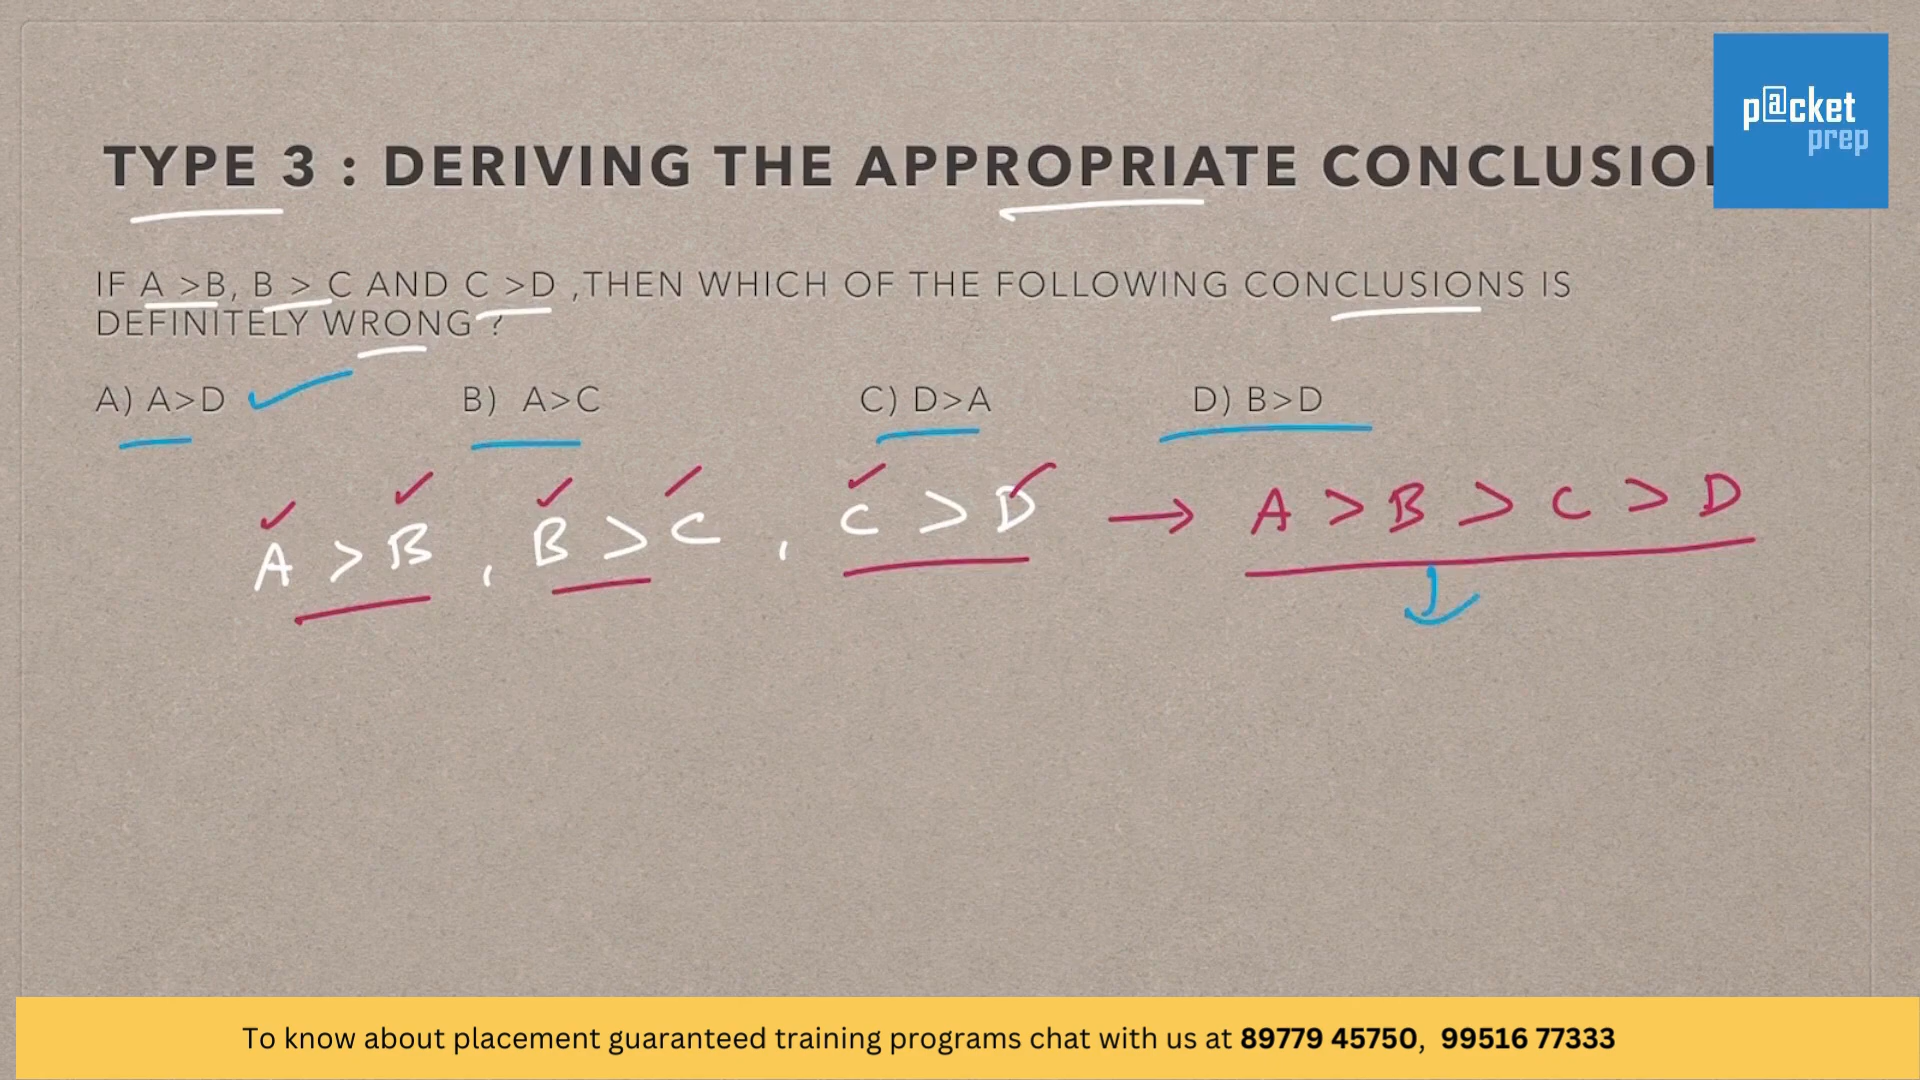 p@cket
prep
TYPE 3 : DERIVING THE APPROPRIATE CONCLUSIO
IF A >B, B > C AND C >D ,THEN WHICH OF THE FOLLOWING CONCLUSIONS IS
DEFINITELY WRONG ?
A) A>D B) A>C C) D>A D) B>D
A > B , B > C , C > D → A > B > C > D
To know about placement guaranteed training programs chat with us at 89779 45750, 99516 77333